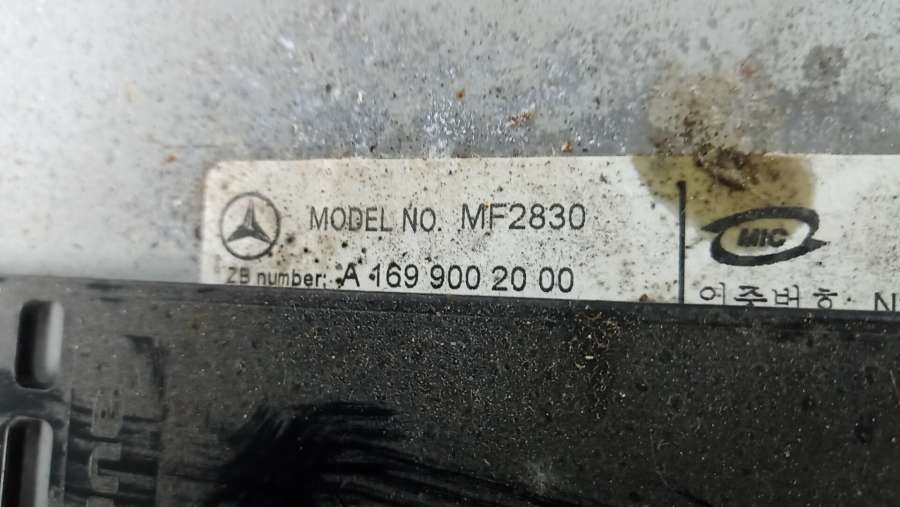 MODEL NO. MF2830
MIC
ZB number: A 169 900 20 00